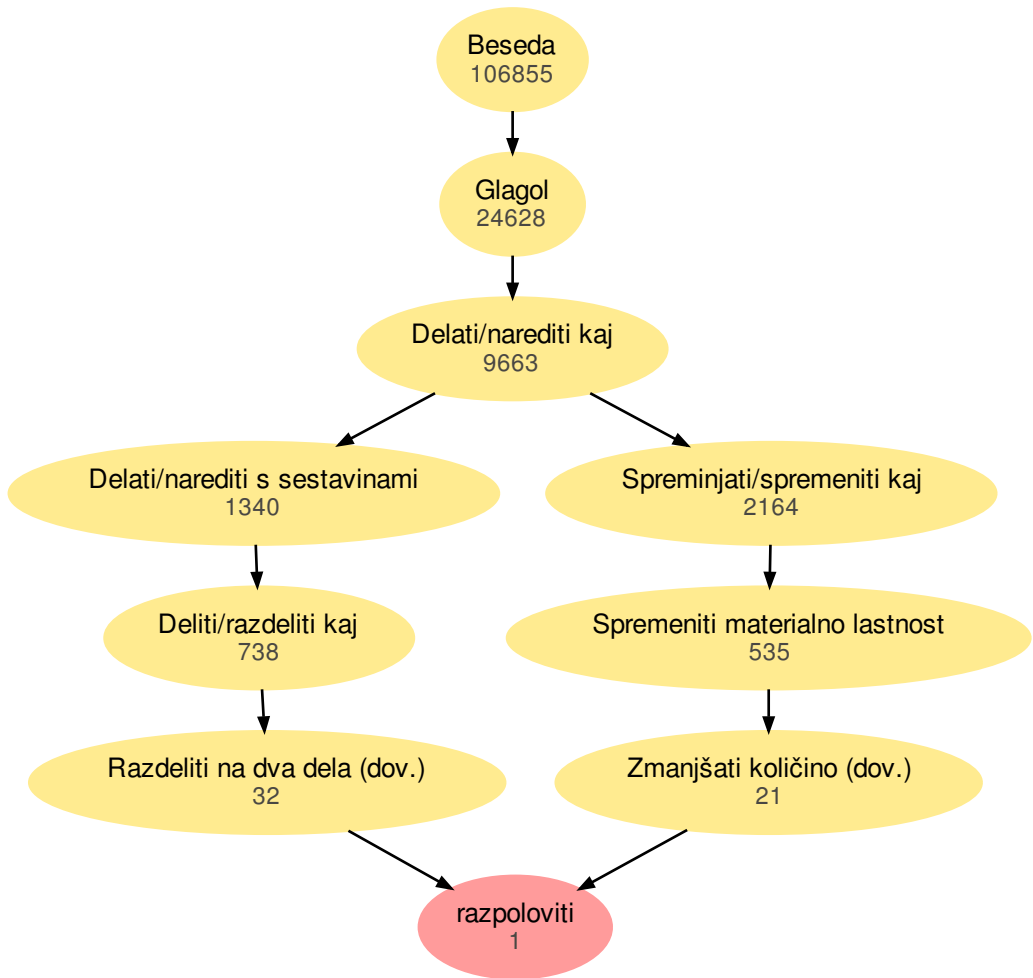 Beseda
106855
Glagol
24628
Delati/narediti kaj
9663
Delati/narediti s sestavinami
1340
Spreminjati/spremeniti kaj
2164
Deliti/razdeliti kaj
738
Spremeniti materialno lastnost
535
Razdeliti na dva dela (dov.)
32
Zmanjšati količino (dov.)
21
razpoloviti
1